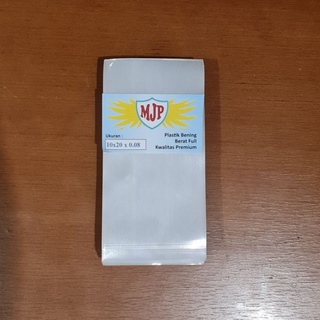 MJP
Ukuran :
10x20 x 0.08
Plastik Bening
Berat Full
Kwalitas Premium